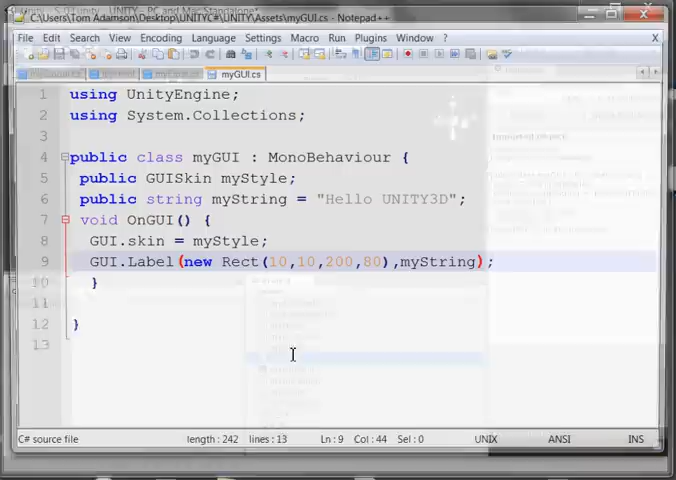 C:\Users\Tom Adamson\Desktop\UNITYC#\UNITY\Assets\myGUI.cs - Notepad++
File Edit Search View Encoding Language Settings Macro Run Plugins Window ? X
myGUI.cs
1 using UnityEngine;
2 using System.Collections;
3
4 public class myGUI : MonoBehaviour {
5 public GUISkin myStyle;
6 public string myString = "Hello UNITY3D";
7 void OnGUI() {
8 GUI.skin = myStyle;
9 GUI.Label(new Rect(10,10,200,80),myString);
10 }
11
12 }
13
C# source file length : 242 lines : 13 Ln : 9 Col : 44 Sel : 0 UNIX ANSI INS